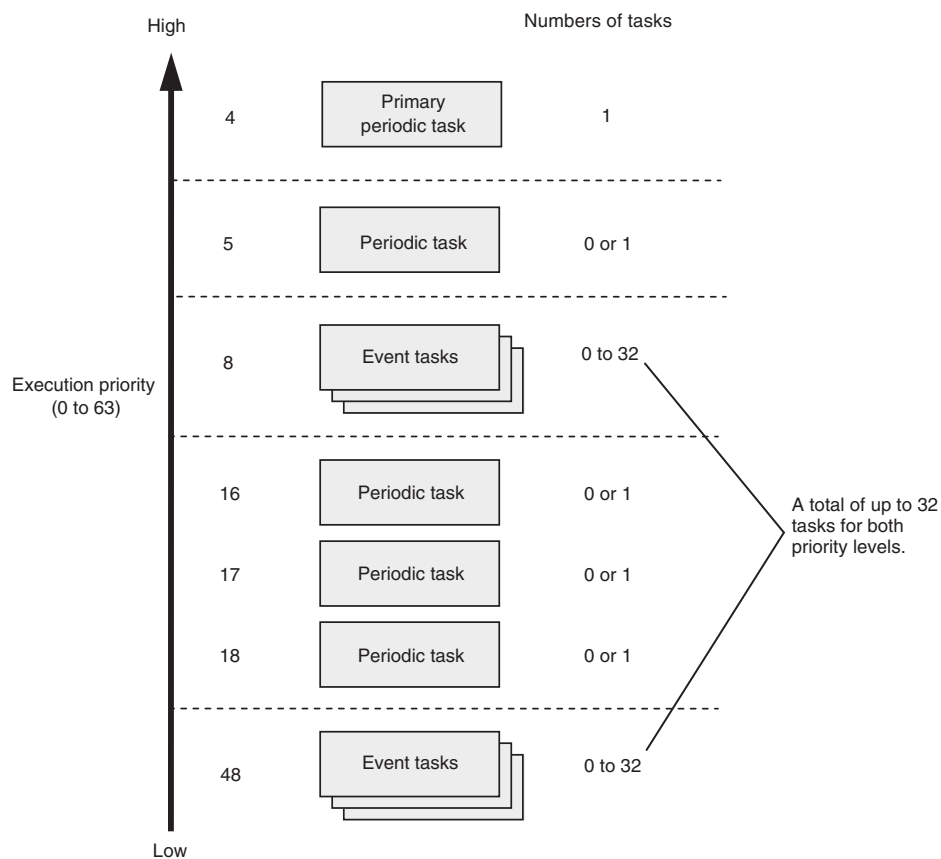 High
Numbers of tasks
4
Primary
periodic task
1
5
Periodic task
0 or 1
8
Event tasks
0 to 32
Execution priority
(0 to 63)
16
Periodic task
0 or 1
A total of up to 32
tasks for both
priority levels.
17
Periodic task
0 or 1
18
Periodic task
0 or 1
48
Event tasks
0 to 32
Low